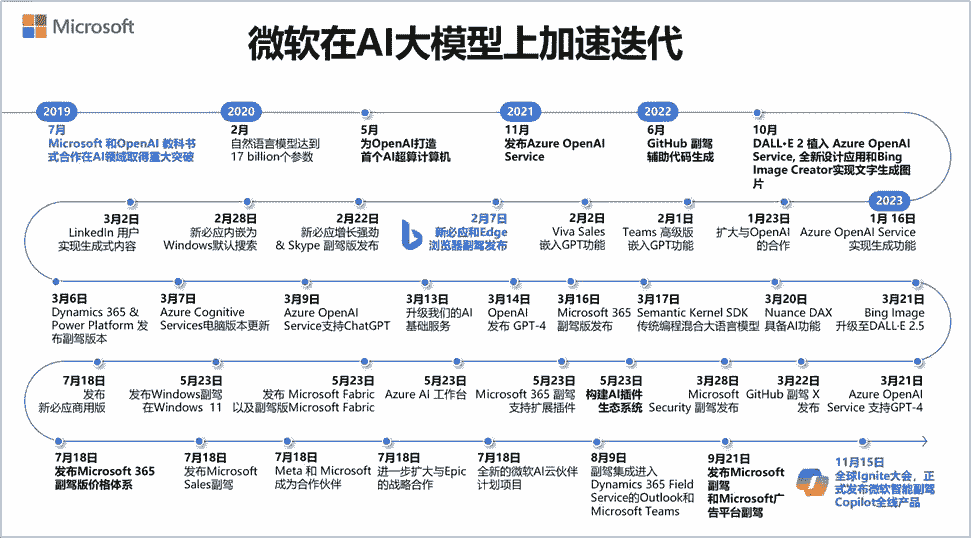 Microsoft
微软在AI大模型上加速迭代
2019
7月
Microsoft 和OpenAI 教科书
式合作在AI领域取得重大突破
2020
2月
自然语言模型达到
17 billion个参数
5月
为OpenAI打造
首个AI超算计算机
2021
11月
发布Azure OpenAI
Service
2022
6月
GitHub 副驾
辅助代码生成
10月
DALL·E 2 植入 Azure OpenAI
Service, 全新设计应用和Bing
Image Creator实现文字生成图
片
3月2日
LinkedIn 用户
实现生成式内容
2月28日
新必应内嵌为
Windows默认搜索
2月22日
新必应增长强劲
& Skype 副驾版发布
2月7日
新必应和Edge
浏览器副驾发布
2月2日
Viva Sales
嵌入GPT功能
2月1日
Teams 高级版
嵌入GPT功能
1月23日
扩大与OpenAI
的合作
2023
1月 16日
Azure OpenAI Service
实现生成功能
3月6日
Dynamics 365 &
Power Platform 发
布副驾版本
3月7日
Azure Cognitive
Services电脑版本更新
3月9日
Azure OpenAI
Service支持ChatGPT
3月13日
升级我们的AI
基础服务
3月14日
OpenAI
发布 GPT-4
3月16日
Microsoft 365
副驾版发布
3月17日
Semantic Kernel SDK
传统编程混合大语言模型
3月20日
Nuance DAX
具备AI功能
3月21日
Bing Image
升级至DALL·E 2.5
7月18日
发布
新必应商用版
5月23日
发布Windows副驾
在Windows 11
5月23日
发布 Microsoft Fabric
以及副驾版Microsoft Fabric
5月23日
Azure AI 工作台
5月23日
Microsoft 365 副驾
支持扩展插件
5月23日
构建AI插件
生态系统
3月28日
Microsoft
Security 副驾发布
3月22日
GitHub 副驾 X
发布
3月21日
Azure OpenAI
Service 支持GPT-4
7月18日
发布Microsoft 365
副驾版价格体系
7月18日
发布Microsoft
Sales副驾
7月18日
Meta 和 Microsoft
成为合作伙伴
7月18日
进一步扩大与Epic
的战略合作
7月18日
全新的微软AI云伙伴
计划项目
8月9日
副驾集成进入
Dynamics 365 Field
Service的Outlook和
Microsoft Teams
9月21日
发布Microsoft
副驾
和Microsoft广
告平台副驾
11月15日
全球Ignite大会，正
式发布微软智能副驾
Copilot全线产品